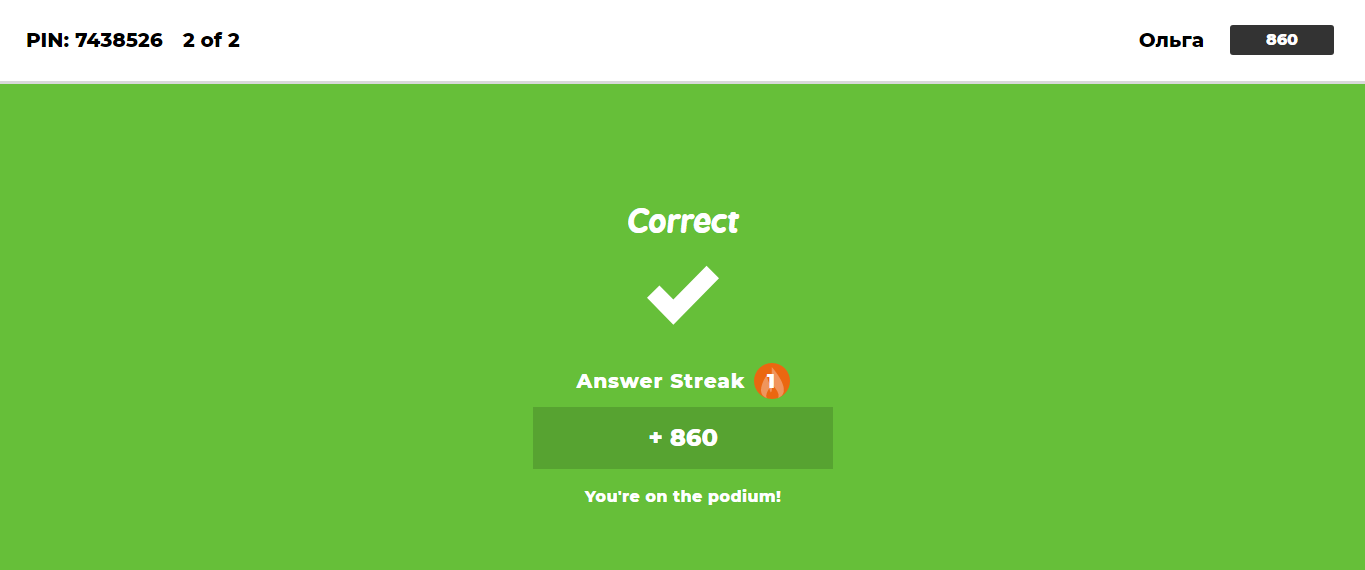 PIN: 7438526 2 of 2 Ольга 860
Correct
Answer Streak 1
+ 860
You're on the podium!